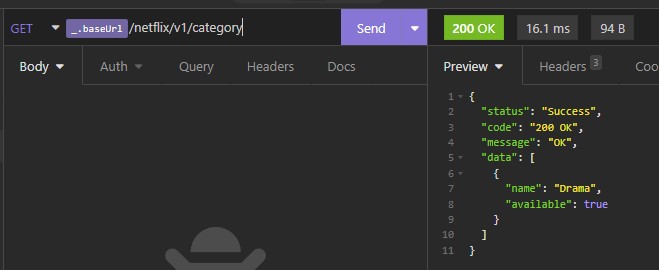 GET _.baseUrl/netflix/v1/category Send 200 OK 16.1 ms 94 B
Body Auth Query Headers Docs Preview Headers 3 Coo
1 {
2 "status": "Success",
3 "code": "200 OK",
4 "message": "OK",
5 "data": [
6 {
7 "name": "Drama",
8 "available": true
9 }
10 ]
11 }